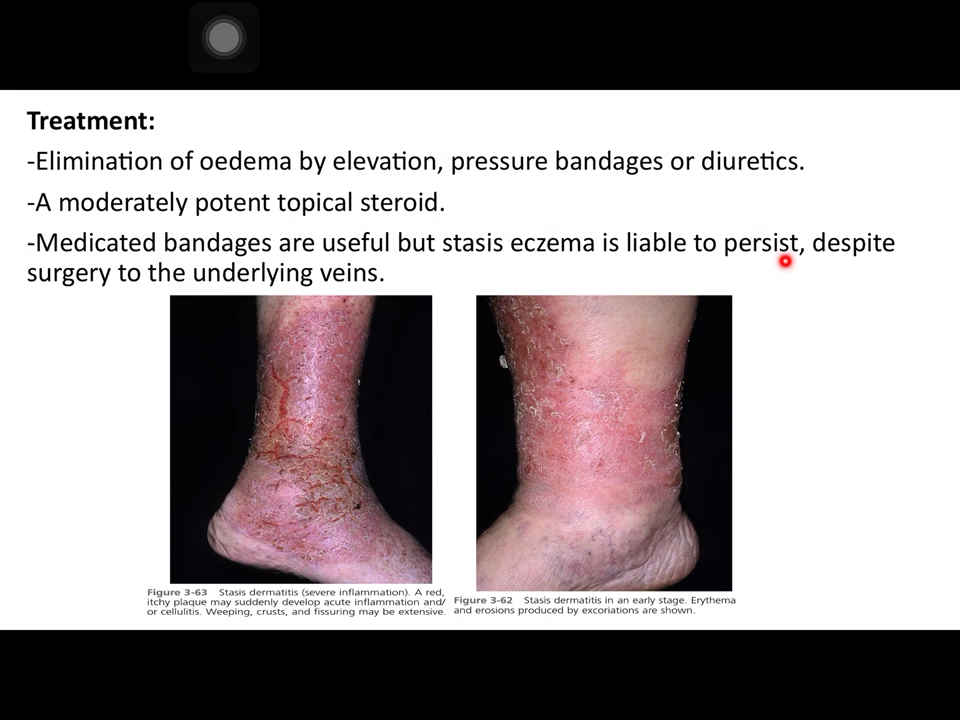 Treatment:
-Elimination of oedema by elevation, pressure bandages or diuretics.
-A moderately potent topical steroid.
-Medicated bandages are useful but stasis eczema is liable to persist, despite
surgery to the underlying veins.
Figure 3-63 Stasis dermatitis (severe inflammation). A red,
itchy plaque may suddenly develop acute inflammation and/
or cellulitis. Weeping, crusts, and fissuring may be extensive.
Figure 3-62 Stasis dermatitis in an early stage. Erythema
and erosions produced by excoriations are shown.